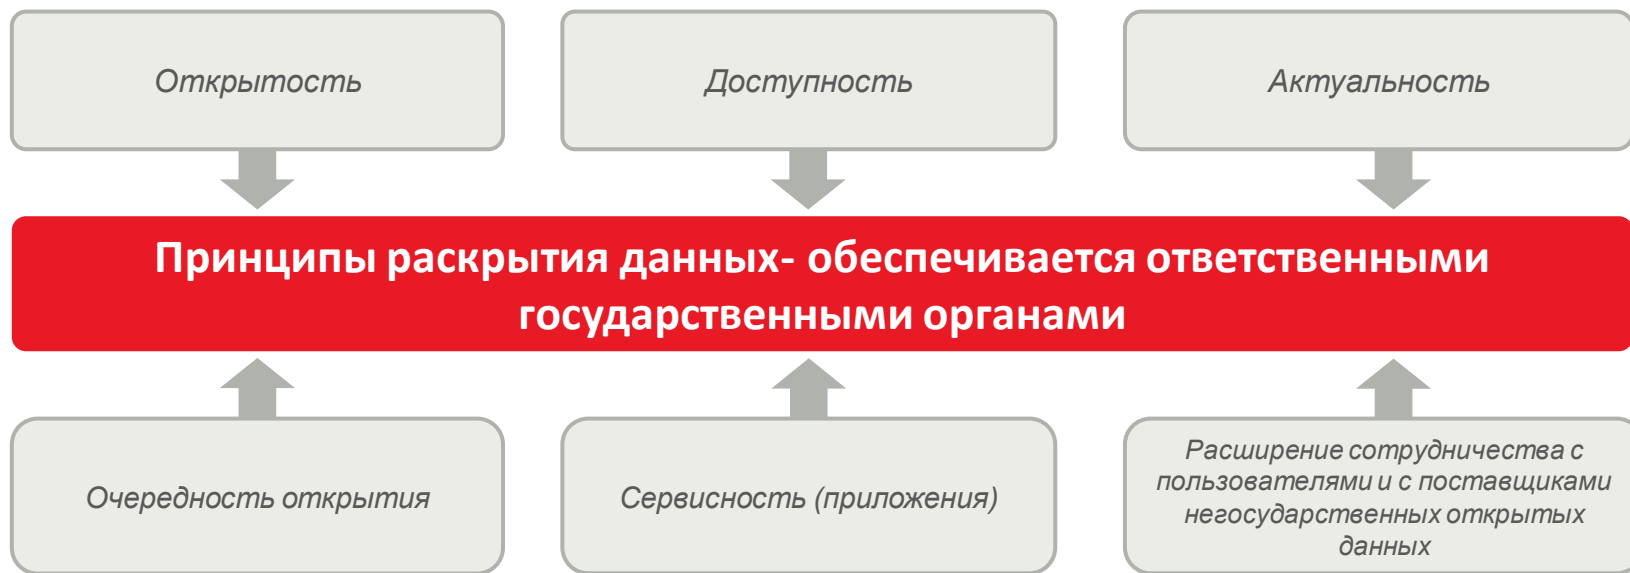 Открытость
Доступность
Актуальность
Принципы раскрытия данных- обеспечивается ответственными
государственными органами
Очередность открытия
Сервисность (приложения)
Расширение сотрудничества с
пользователями и с поставщиками
негосударственных открытых
данных